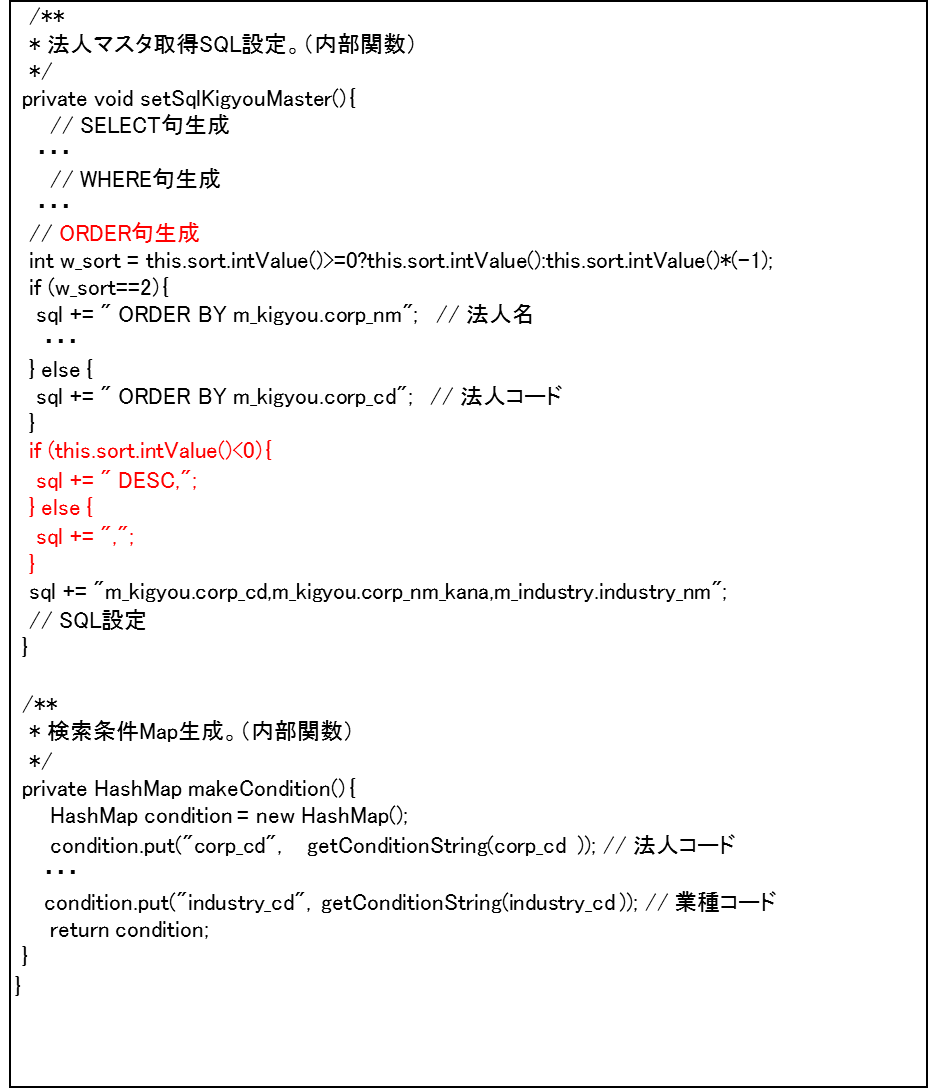 /**
* 法人マスタ取得SQL設定。（内部関数）
*/
private void setSqlKigyouMaster(){
// SELECT句生成
・・・
// WHERE句生成
・・・
// ORDER句生成
int w_sort = this.sort.intValue()>=0?this.sort.intValue():this.sort.intValue()*(-1);
if (w_sort==2){
sql += " ORDER BY m_kigyou.corp_nm"; // 法人名
・・・
} else {
sql += " ORDER BY m_kigyou.corp_cd"; // 法人コード
}
if (this.sort.intValue()<0){
sql += " DESC,";
} else {
sql += ",";
}
sql += "m_kigyou.corp_cd,m_kigyou.corp_nm_kana,m_industry.industry_nm";
// SQL設定
}
/**
* 検索条件Map生成。（内部関数）
*/
private HashMap makeCondition(){
HashMap condition = new HashMap();
condition.put("corp_cd", getConditionString(corp_cd )); // 法人コード
・・・
condition.put("industry_cd", getConditionString(industry_cd)); // 業種コード
return condition;
}
}